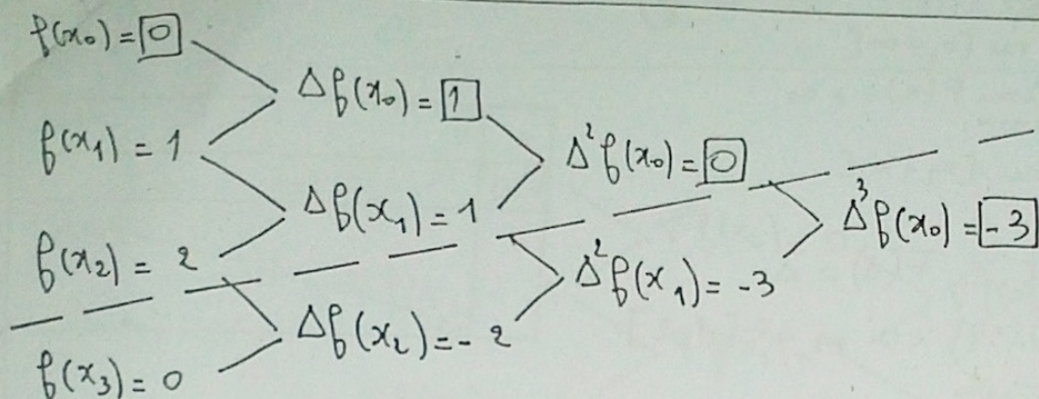 f(x₀) = 0
Δf(x₀) = 1
f(x₁) = 1
Δ²f(x₀) = 0
Δf(x₁) = 1
Δ³f(x₀) = -3
f(x₂) = 2
Δ²f(x₁) = -3
Δf(x₂) = -2
f(x₃) = 0